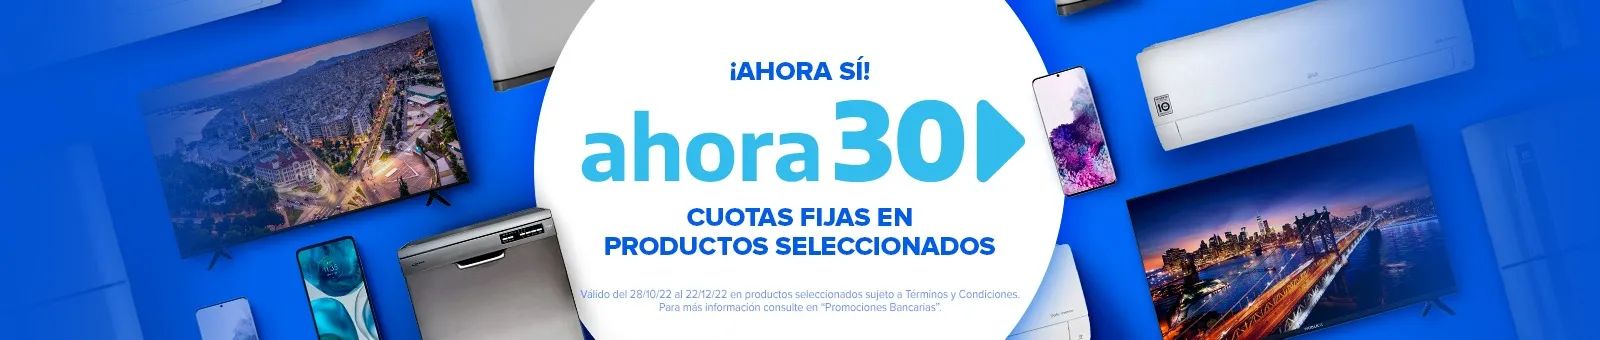 ¡AHORA SÍ!
ahora 30
CUOTAS FIJAS EN
PRODUCTOS SELECCIONADOS
Válido del 28/10/22 al 22/12/22 en productos seleccionados sujeto a Términos y Condiciones.
Para más información consulte en “Promociones Bancarias”.